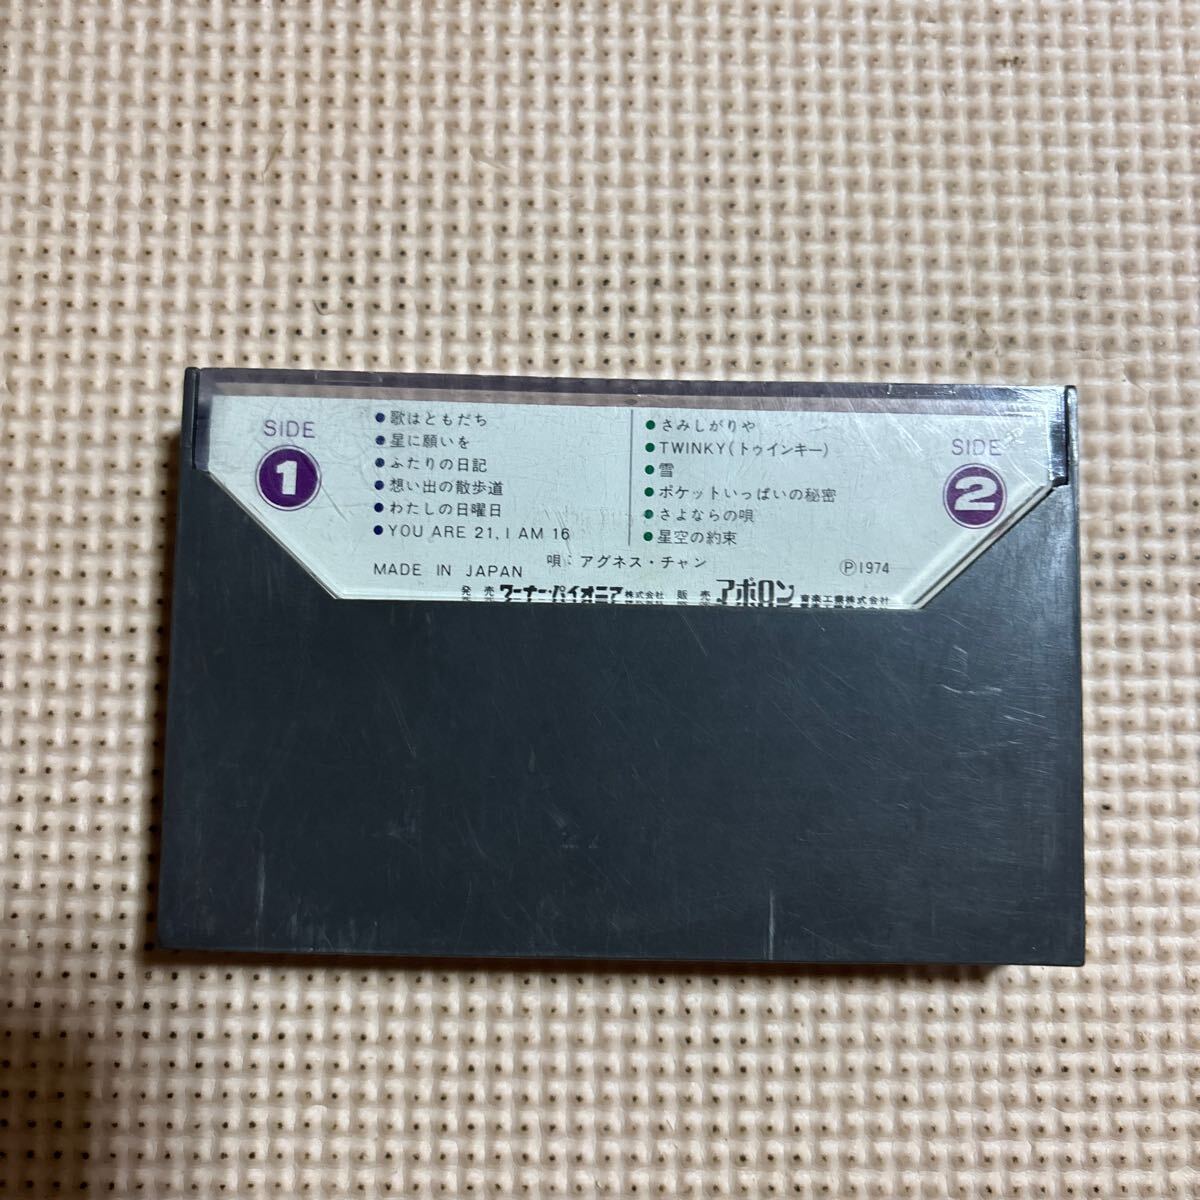 SIDE
1
●歌はともだち
●星に願いを
●ふたりの日記
●想い出の散歩道
●わたしの日曜日
●YOU ARE 21, I AM 16
●さみしがりや
●TWINKY(トゥインキー)
●雪
●ポケットいっぱいの秘密
●さよならの唄
●星空の約束
SIDE
2
唄：アグネス・チャン
MADE IN JAPAN
Ⓟ1974
発売 ワーナー・パイオニア株式会社 販売 アポロン音楽工業株式会社